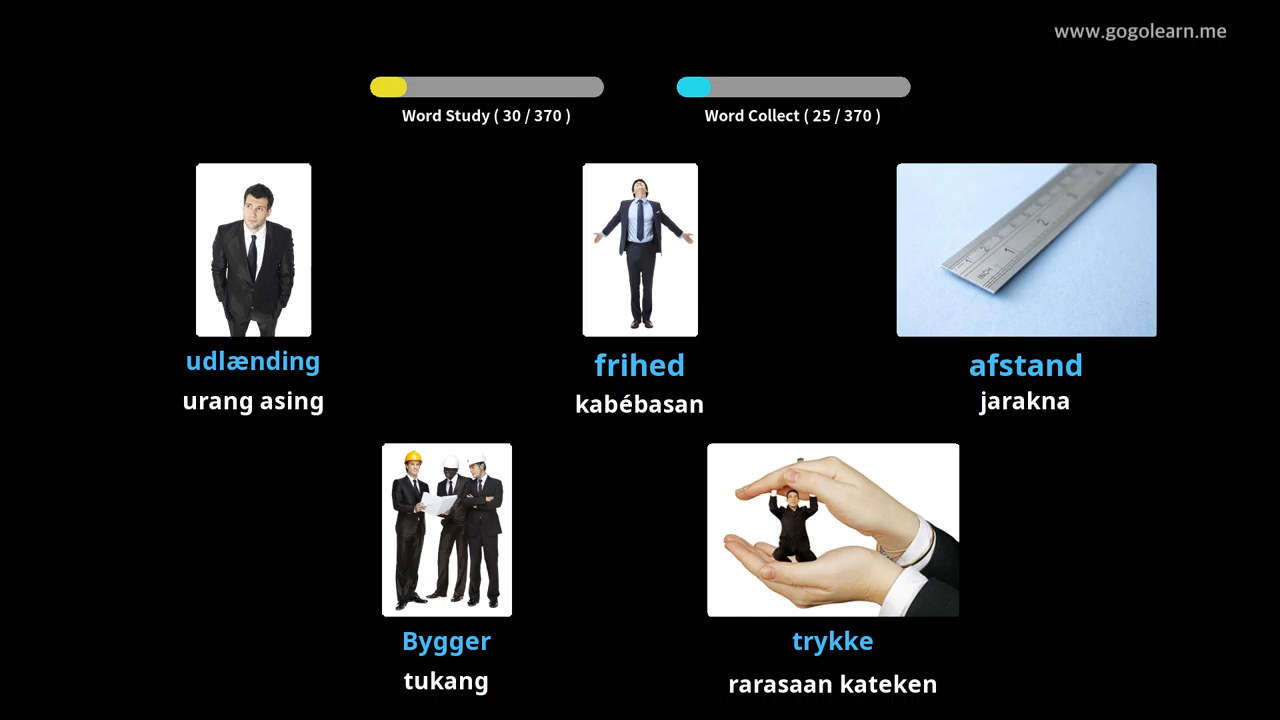 www.gogolearn.me
Word Study ( 30 / 370 )
Word Collect ( 25 / 370 )
udlænding
urang asing
frihed
kabébasan
afstand
jarakna
Bygger
tukang
trykke
rarasaan kateken